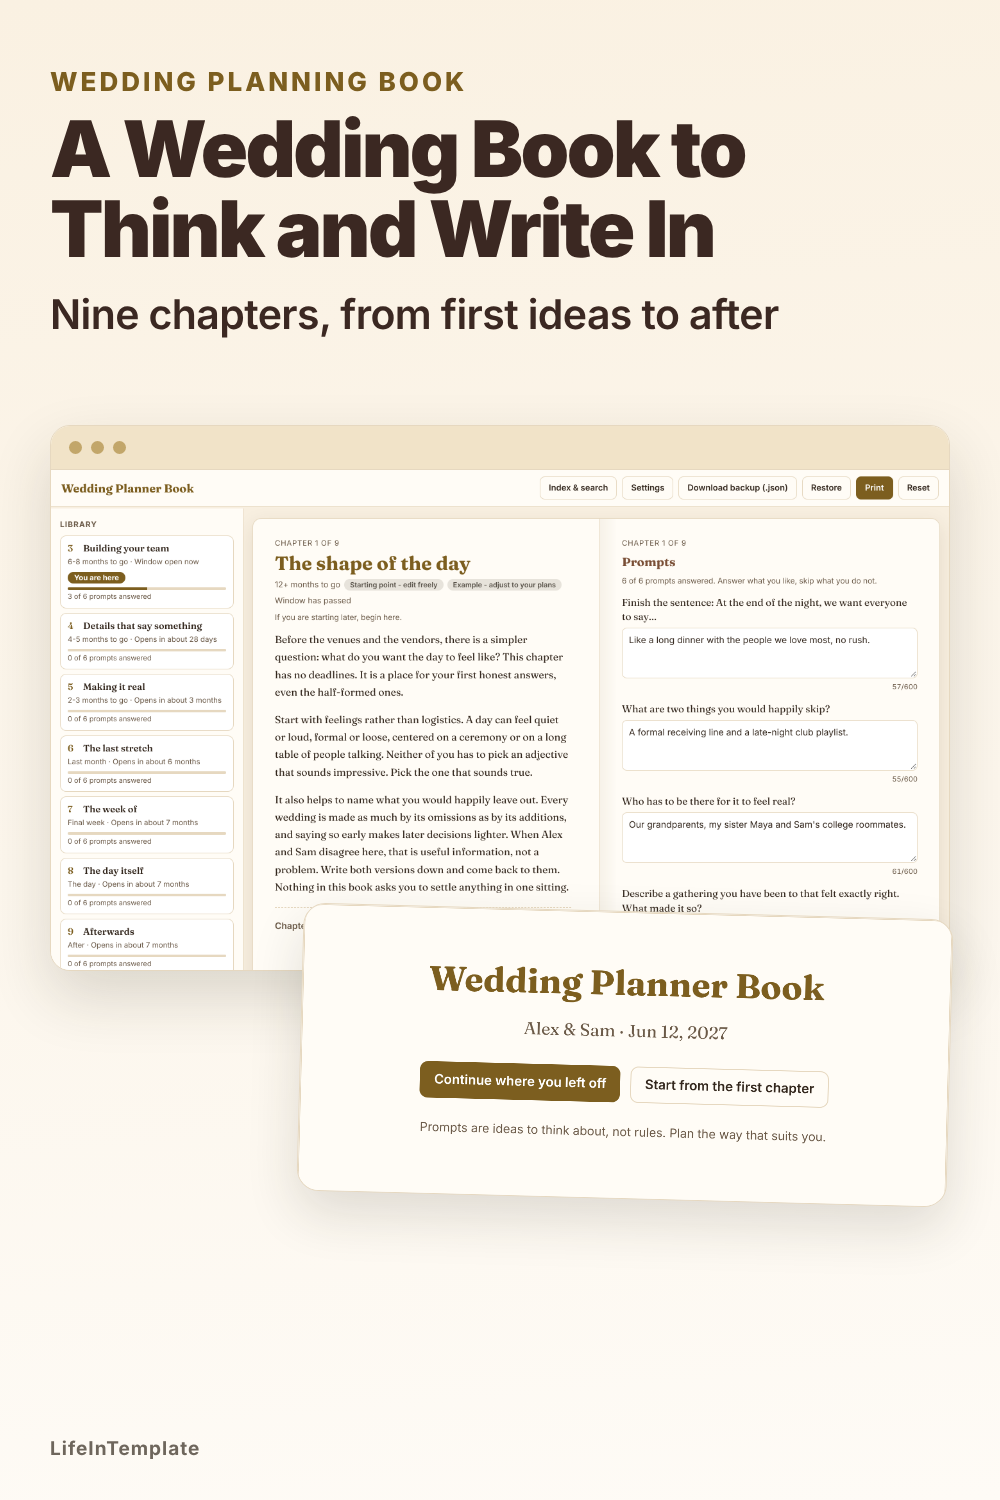 WEDDING PLANNING BOOK
A Wedding Book to
Think and Write In
Nine chapters, from first ideas to after
Wedding Planner Book
Index & search
Settings
Download backup (.json)
Restore
Print
Reset
LIBRARY
3 Building your team
6-8 months to go · Window open now
You are here
3 of 6 prompts answered
4 Details that say something
4-5 months to go · Opens in about 28 days
0 of 6 prompts answered
5 Making it real
2-3 months to go · Opens in about 3 months
0 of 6 prompts answered
6 The last stretch
Last month · Opens in about 6 months
0 of 6 prompts answered
7 The week of
Final week · Opens in about 7 months
0 of 6 prompts answered
8 The day itself
The day · Opens in about 7 months
0 of 6 prompts answered
9 Afterwards
After · Opens in about 7 months
0 of 6 prompts answered
CHAPTER 1 OF 9
The shape of the day
12+ months to go Starting point - edit freely Example - adjust to your plans
Window has passed
If you are starting later, begin here.
Before the venues and the vendors, there is a simpler
question: what do you want the day to feel like? This chapter
has no deadlines. It is a place for your first honest answers,
even the half-formed ones.
Start with feelings rather than logistics. A day can feel quiet
or loud, formal or loose, centered on a ceremony or on a long
table of people talking. Neither of you has to pick an adjective
that sounds impressive. Pick the one that sounds true.
It also helps to name what you would happily leave out. Every
wedding is made as much by its omissions as by its additions,
and saying so early makes later decisions lighter. When Alex
and Sam disagree here, that is useful information, not a
problem. Write both versions down and come back to them.
Nothing in this book asks you to settle anything in one sitting.
CHAPTER 1 OF 9
Prompts
6 of 6 prompts answered. Answer what you like, skip what you do not.
Finish the sentence: At the end of the night, we want everyone
to say...
Like a long dinner with the people we love most, no rush.
57/600
What are two things you would happily skip?
A formal receiving line and a late-night club playlist.
55/600
Who has to be there for it to feel real?
Our grandparents, my sister Maya and Sam's college roommates.
61/600
Describe a gathering you have been to that felt exactly right.
What made it so?
Wedding Planner Book
Alex & Sam · Jun 12, 2027
Continue where you left off
Start from the first chapter
Prompts are ideas to think about, not rules. Plan the way that suits you.
LifeInTemplate